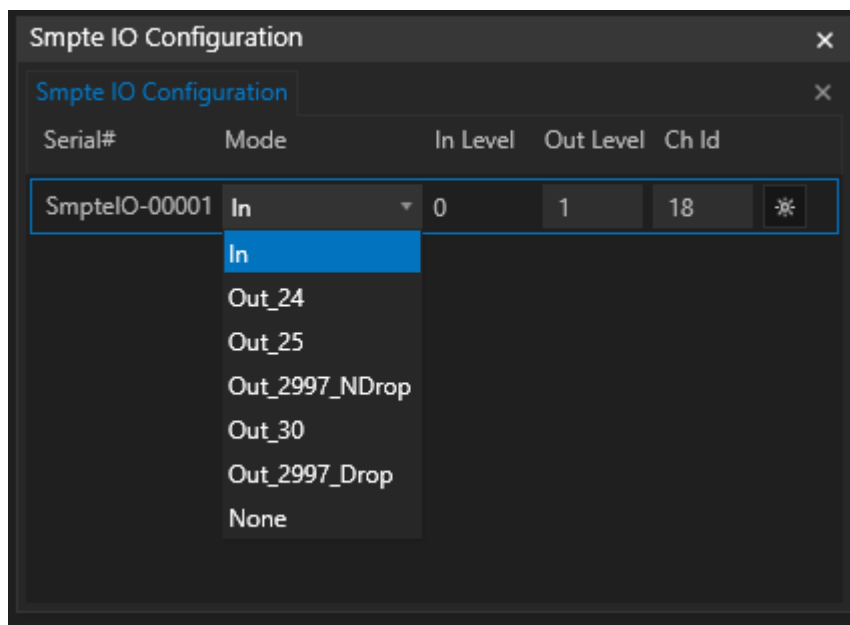 Smpte IO Configuration
Smpte IO Configuration
Serial# Mode In Level Out Level Ch Id
SmpteIO-00001 In 0 1 18
In
Out_24
Out_25
Out_2997_NDrop
Out_30
Out_2997_Drop
None